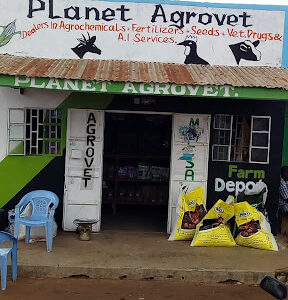 Planet Agrovet
Dealers In Agrochemicals • Fertilizers • Seeds • Vet. Drugs &
A.I Services.
PLANET AGROVET.
AGROVET
Farm
Depot